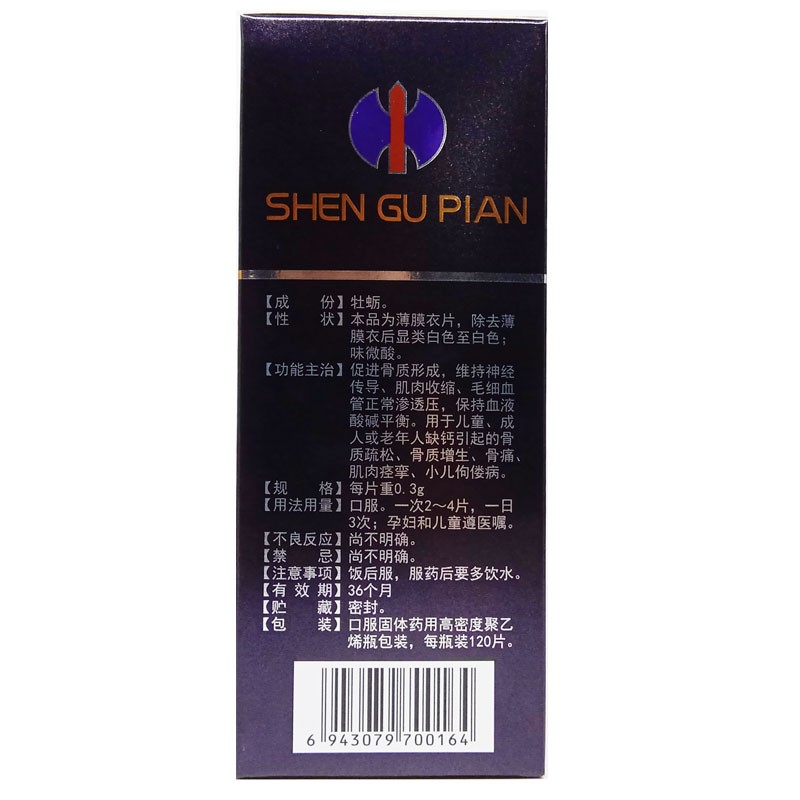 SHEN GU PIAN
【成 份】牡蛎。
【性 状】本品为薄膜衣片，除去薄
膜衣后显类白色至白色；
味微酸。
【功能主治】促进骨质形成，维持神经
传导、肌肉收缩、毛细血
管正常渗透压，保持血液
酸碱平衡。用于儿童、成
人或老年人缺钙引起的骨
质疏松、骨质增生、骨痛、
肌肉痉挛、小儿佝偻病。
【规 格】每片重0.3g
【用法用量】口服。一次2～4片，一日
3次；孕妇和儿童遵医嘱。
【不良反应】尚不明确。
【禁 忌】尚不明确。
【注意事项】饭后服，服药后要多饮水。
【有 效 期】36个月
【贮 藏】密封。
【包 装】口服固体药用高密度聚乙
烯瓶包装，每瓶装120片。
6 943079 700164